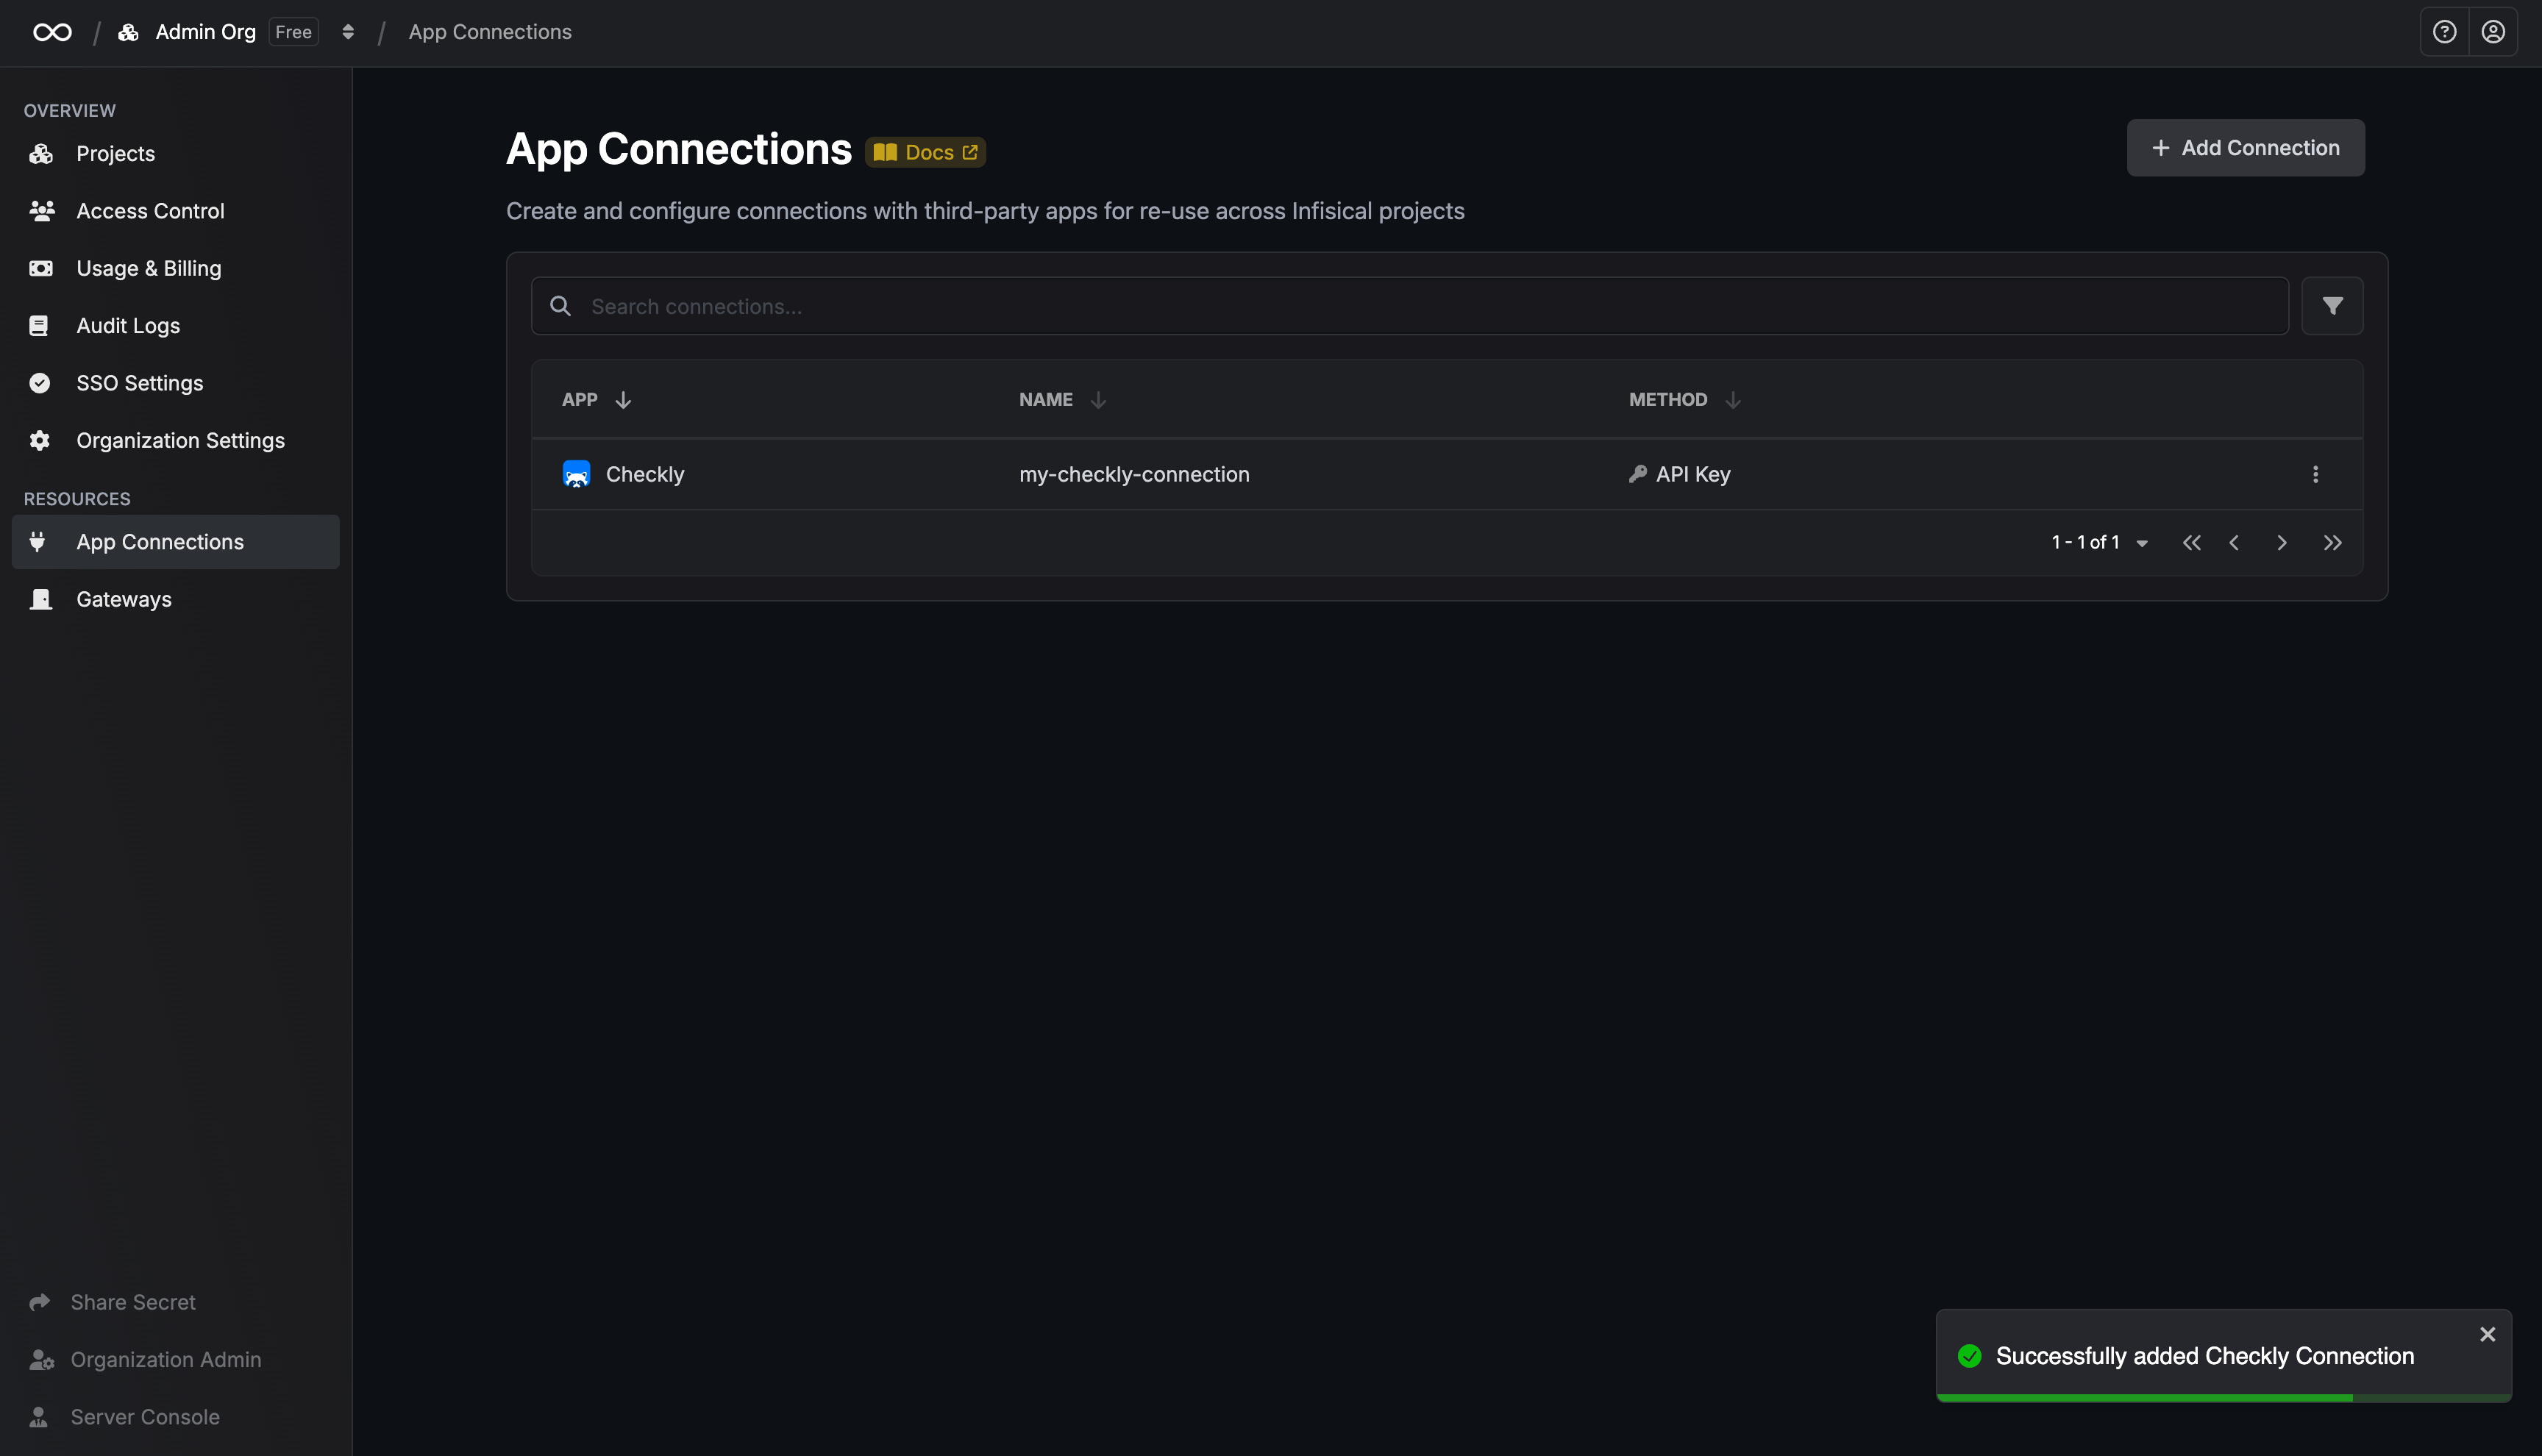 Admin Org Free
App Connections
OVERVIEW
Projects
Access Control
Usage & Billing
Audit Logs
SSO Settings
Organization Settings
RESOURCES
App Connections
Gateways
Share Secret
Organization Admin
Server Console
App Connections
Docs
Add Connection
Create and configure connections with third-party apps for re-use across Infisical projects
Search connections...
APP NAME METHOD
Checkly my-checkly-connection API Key
1 - 1 of 1
Successfully added Checkly Connection